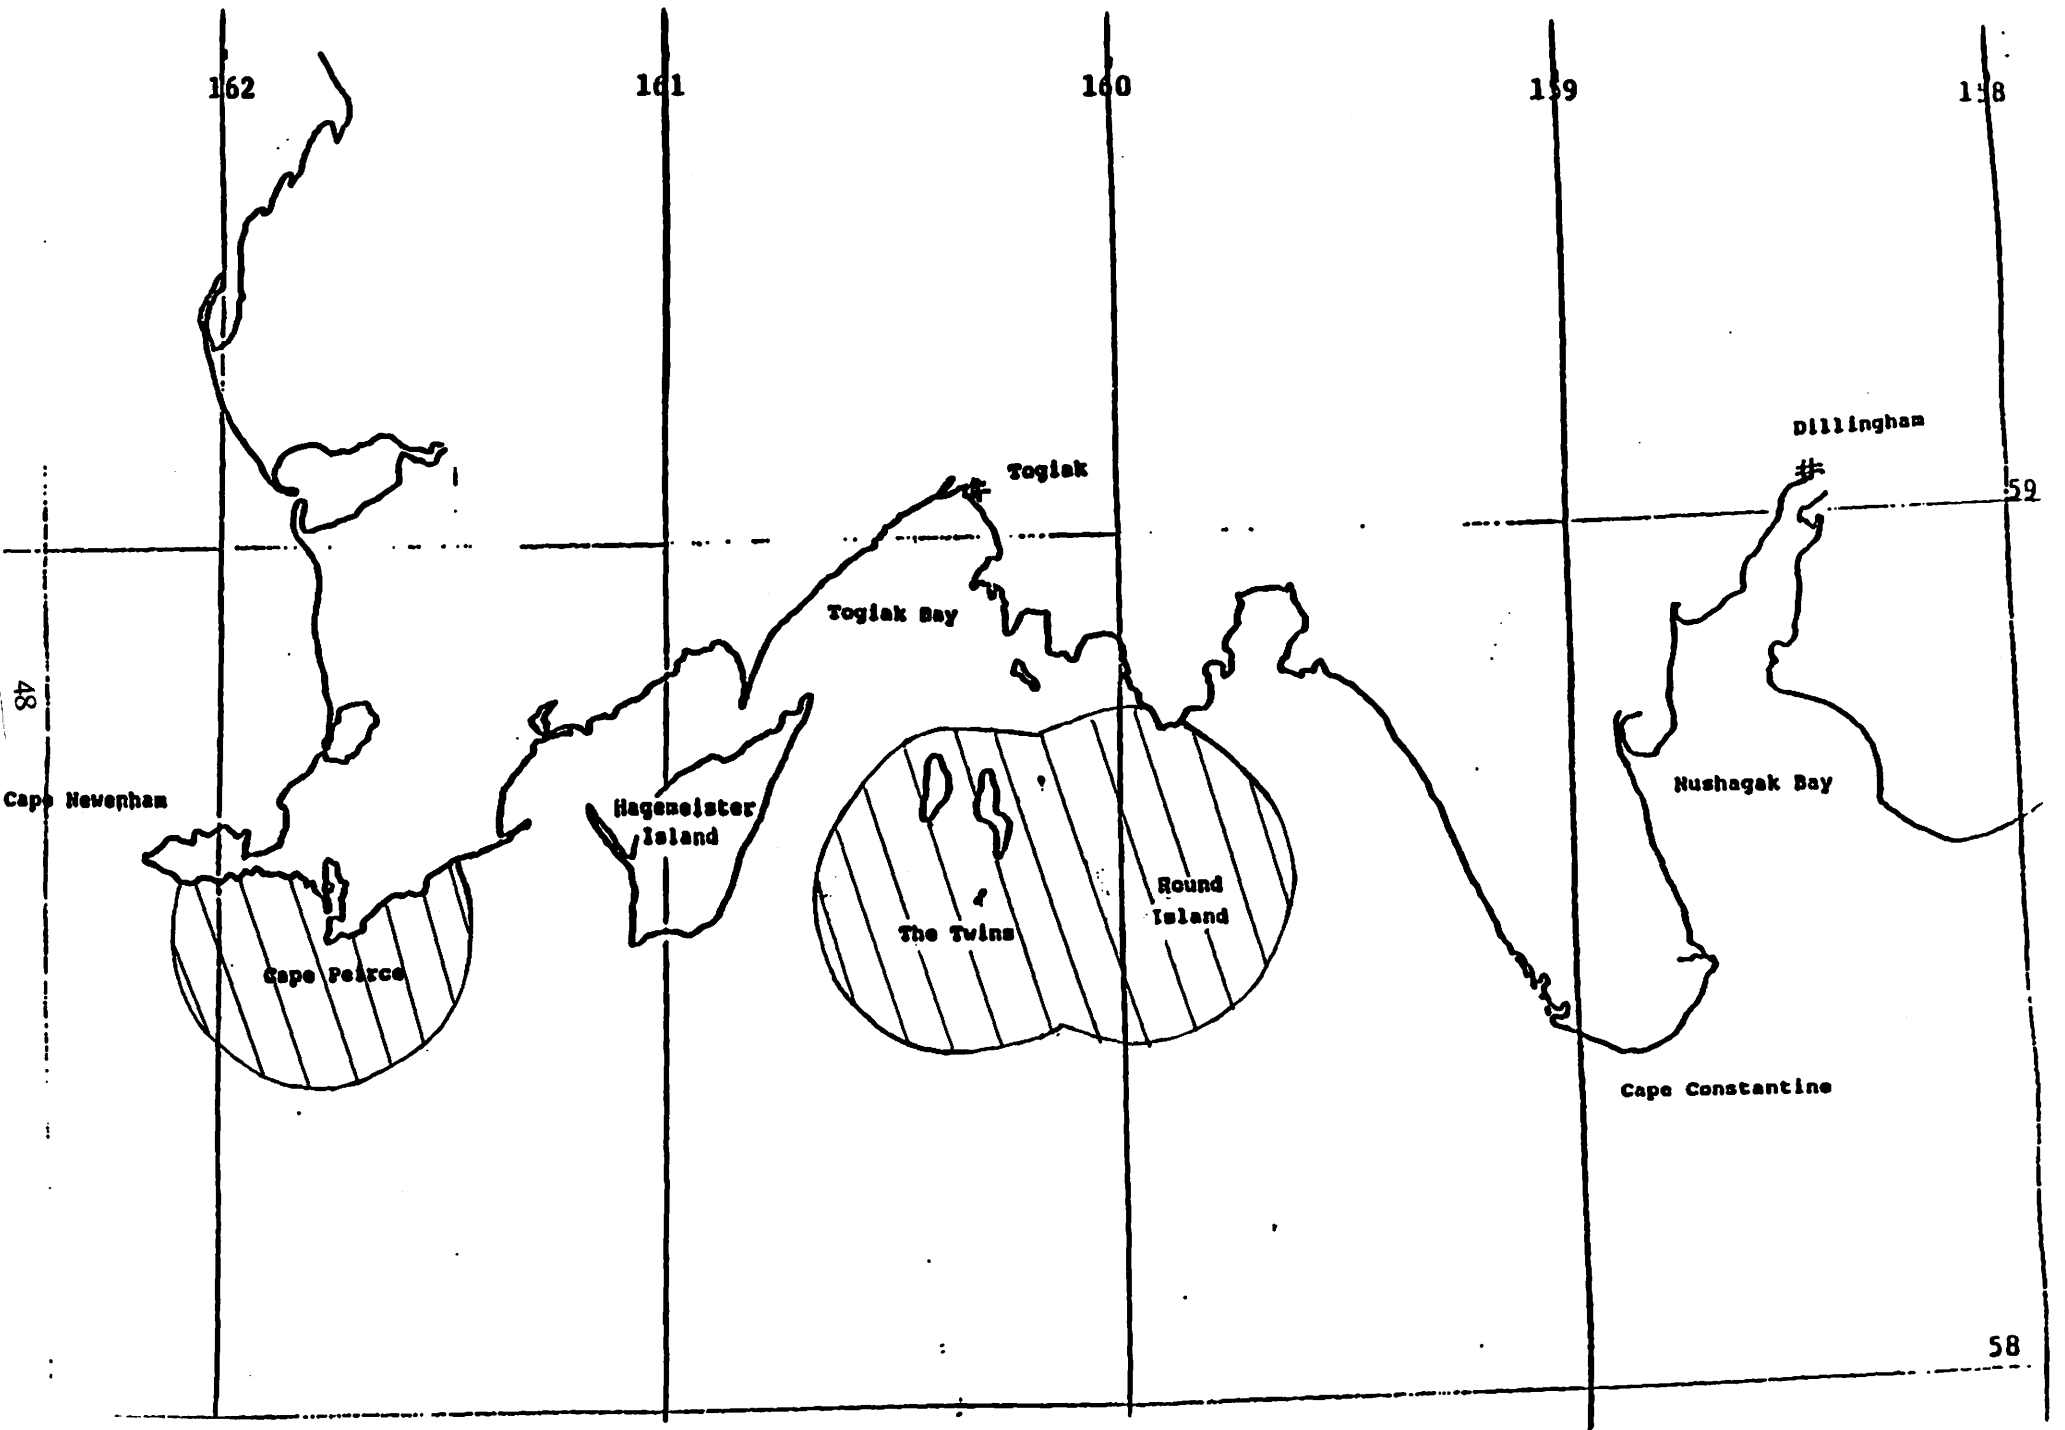 162
161
160
159
158
Dillingham
Togiak
59
Togiak Bay
48
Nushagak Bay
Cape Newenham
Hagemeister
Island
Round
Island
The Twins
Cape Peirce
Cape Constantine
58